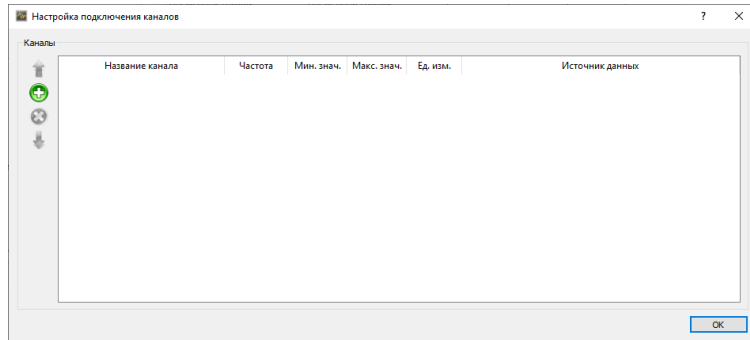 Настройка подключения каналов ?
Каналы
Название канала Частота Мин. знач. Макс. знач. Ед. изм. Источник данных
OK